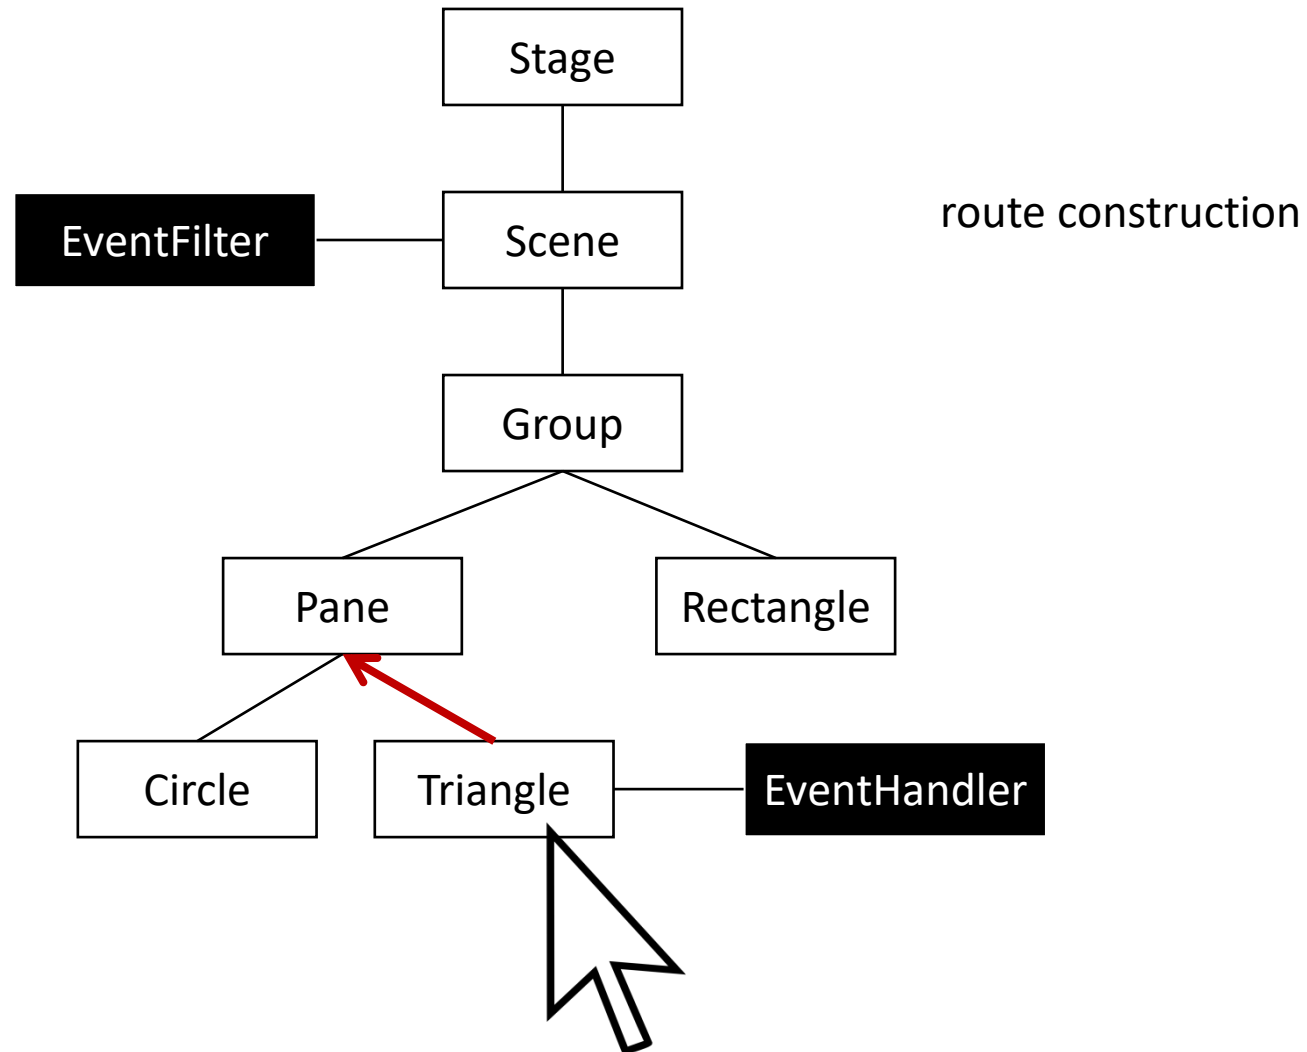 Stage
EventFilter
Scene
route construction
Group
Pane
Rectangle
Circle
Triangle
EventHandler